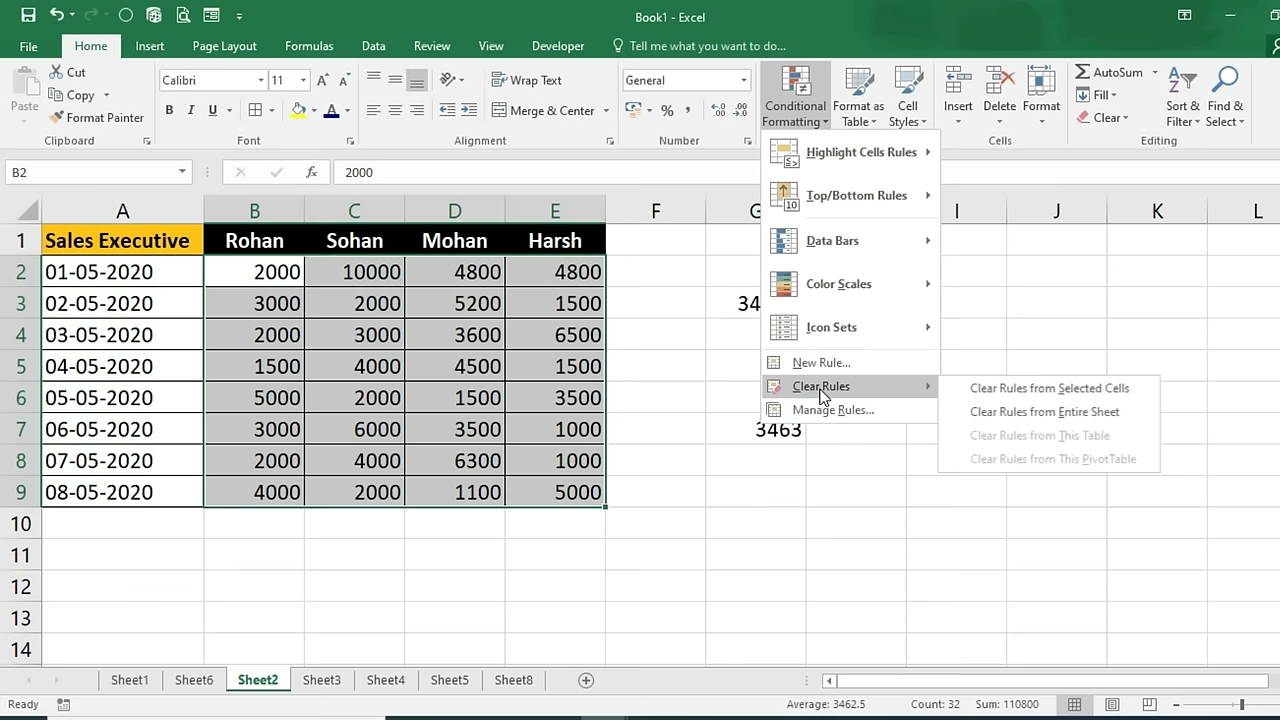 Book1 - Excel
File Home Insert Page Layout Formulas Data Review View Developer Tell me what you want to do...
Paste
Cut
Copy
Format Painter
Clipboard
Calibri 11
B I U
Font
Wrap Text
Merge & Center
Alignment
General
%
Number
Conditional Formatting
Format as Table
Cell Styles
Insert Delete Format
Cells
AutoSum
Fill
Clear
Sort & Filter
Find & Select
Editing
B2 fx 2000
Highlight Cells Rules
Top/Bottom Rules
Data Bars
Color Scales
Icon Sets
New Rule...
Clear Rules
Manage Rules...
Clear Rules from Selected Cells
Clear Rules from Entire Sheet
Clear Rules from This Table
Clear Rules from This PivotTable
A B C D E F G I J K L
1 Sales Executive Rohan Sohan Mohan Harsh
2 01-05-2020 2000 10000 4800 4800
3 02-05-2020 3000 2000 5200 1500 34
4 03-05-2020 2000 3000 3600 6500
5 04-05-2020 1500 4000 4500 1500
6 05-05-2020 5000 2000 1500 3500
7 06-05-2020 3000 6000 3500 1000 3463
8 07-05-2020 2000 4000 6300 1000
9 08-05-2020 4000 2000 1100 5000
10
11
12
13
14
Sheet1 Sheet6 Sheet2 Sheet3 Sheet4 Sheet5 Sheet8
Ready Average: 3462.5 Count: 32 Sum: 110800